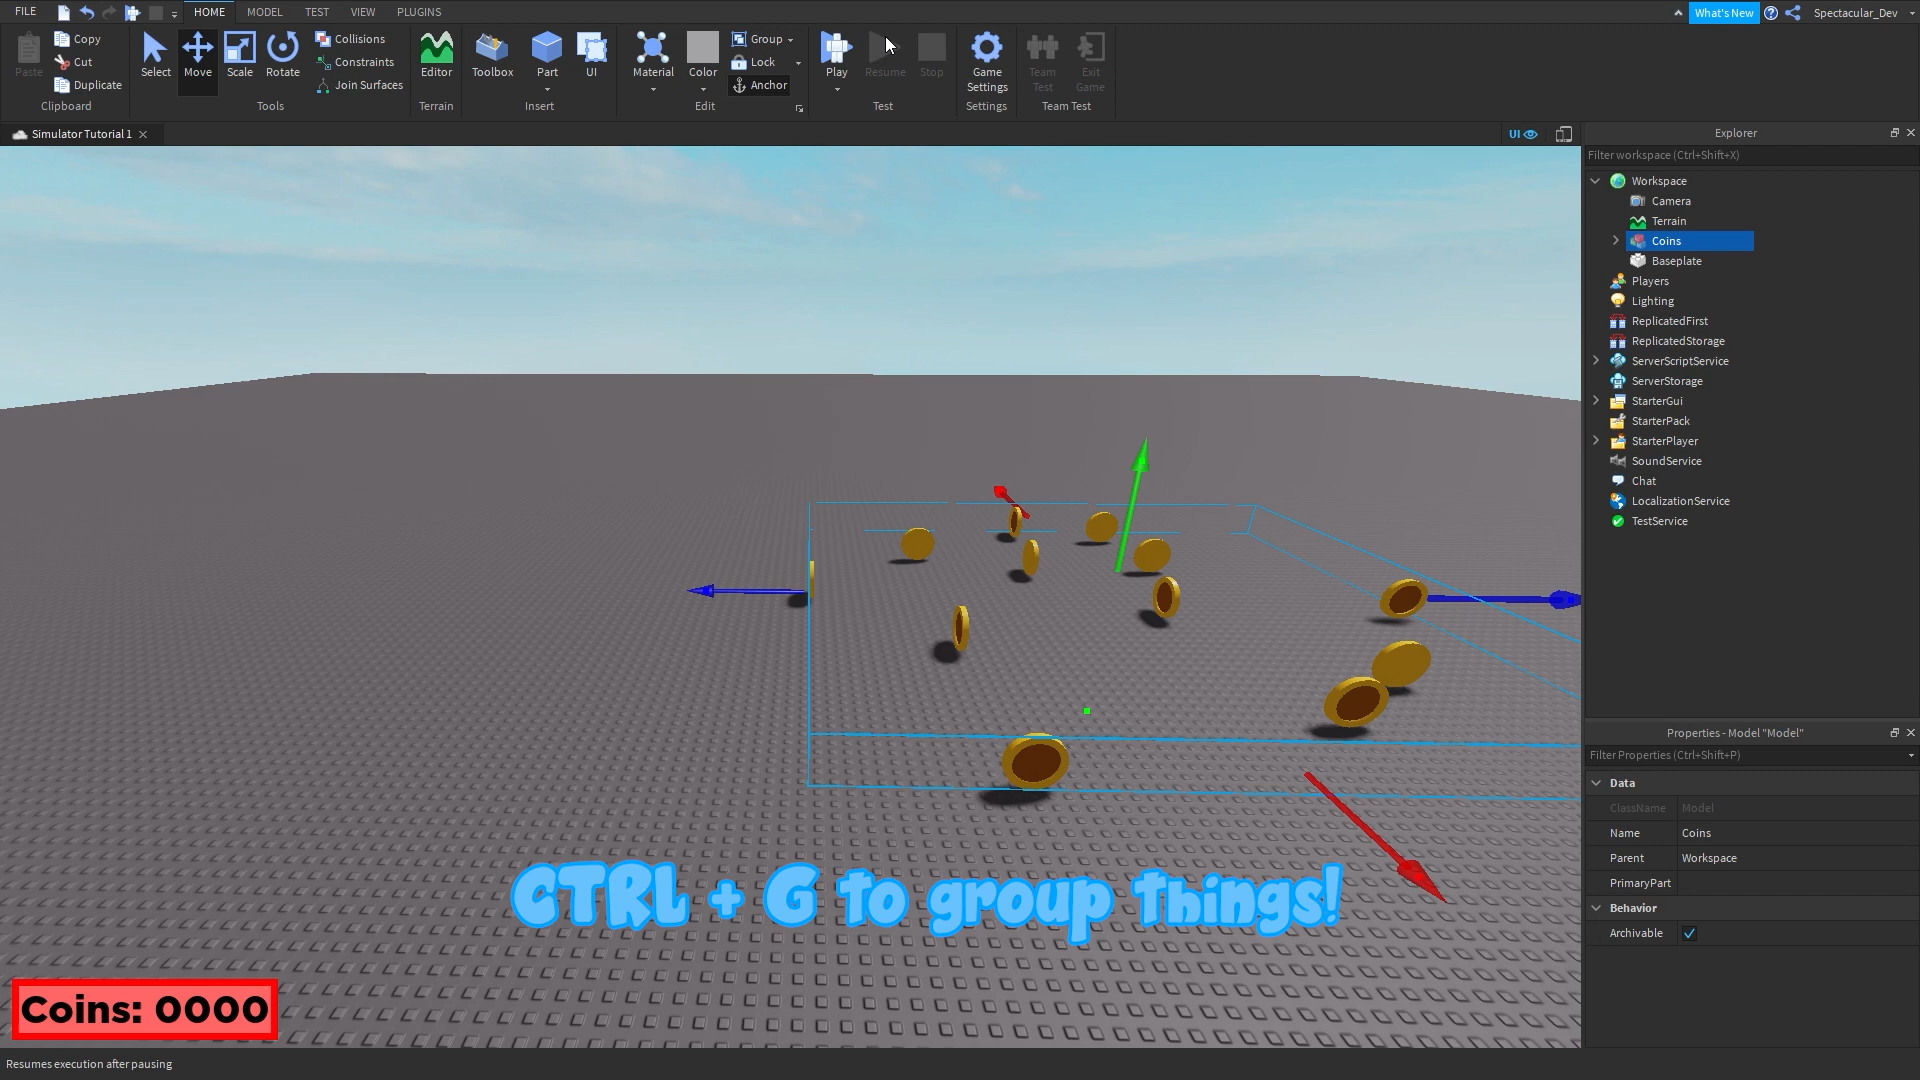 FILE
HOME
MODEL
TEST
VIEW
PLUGINS
What's New
Spectacular_Dev
Paste
Copy
Cut
Duplicate
Clipboard
Select
Move
Scale
Rotate
Collisions
Constraints
Join Surfaces
Tools
Editor
Terrain
Toolbox
Part
UI
Insert
Material
Color
Group
Lock
Anchor
Edit
Play
Resume
Stop
Test
Game
Settings
Settings
Team
Test
Exit
Game
Team Test
Simulator Tutorial 1
UI
Explorer
Filter workspace (Ctrl+Shift+X)
Workspace
Camera
Terrain
Coins
Baseplate
Players
Lighting
ReplicatedFirst
ReplicatedStorage
ServerScriptService
ServerStorage
StarterGui
StarterPack
StarterPlayer
SoundService
Chat
LocalizationService
TestService
Properties - Model "Model"
Filter Properties (Ctrl+Shift+P)
Data
ClassName Model
Name Coins
Parent Workspace
PrimaryPart
Behavior
Archivable
CTRL + G to group things!
Coins: 0000
Resumes execution after pausing